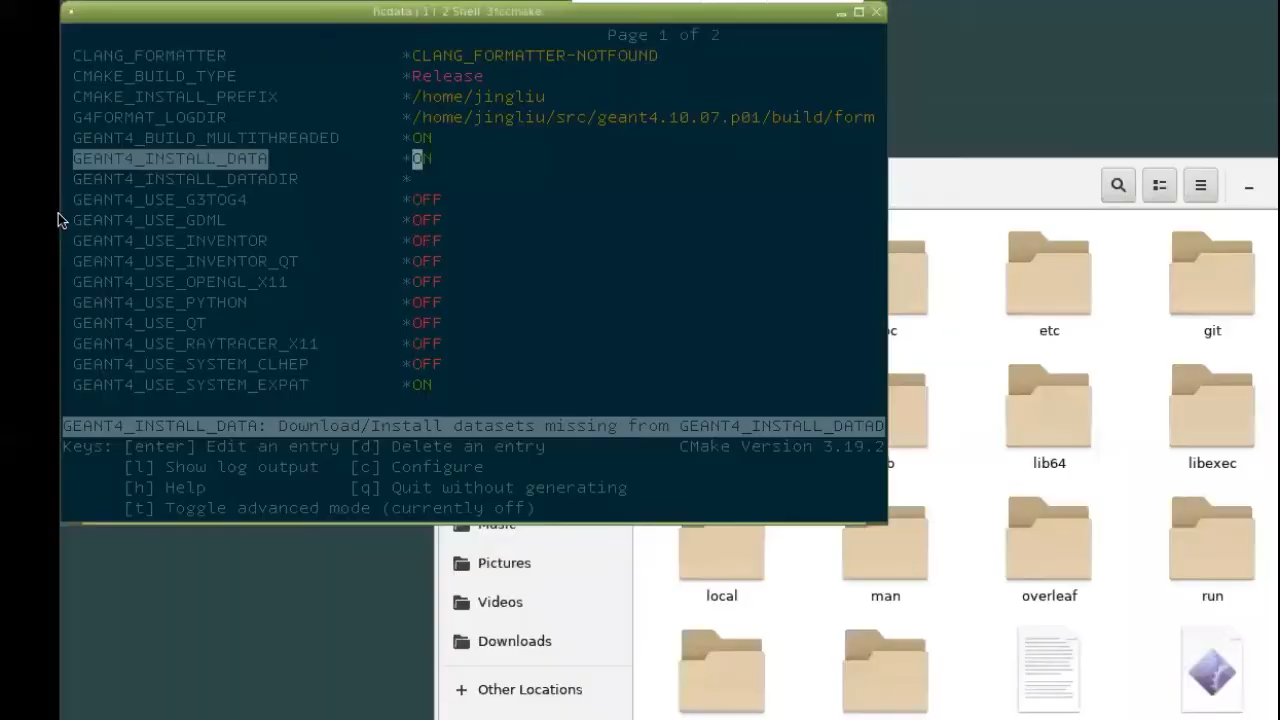 Page 1 of 2
CLANG_FORMATTER *CLANG_FORMATTER-NOTFOUND
CMAKE_BUILD_TYPE *Release
CMAKE_INSTALL_PREFIX */home/jingliu
G4FORMAT_LOGDIR */home/jingliu/src/geant4.10.07.p01/build/form
GEANT4_BUILD_MULTITHREADED *ON
GEANT4_INSTALL_DATA *ON
GEANT4_INSTALL_DATADIR *
GEANT4_USE_G3TOG4 *OFF
GEANT4_USE_GDML *OFF
GEANT4_USE_INVENTOR *OFF
GEANT4_USE_INVENTOR_QT *OFF
GEANT4_USE_OPENGL_X11 *OFF
GEANT4_USE_PYTHON *OFF
GEANT4_USE_QT *OFF
GEANT4_USE_RAYTRACER_X11 *OFF
GEANT4_USE_SYSTEM_CLHEP *OFF
GEANT4_USE_SYSTEM_EXPAT *ON
GEANT4_INSTALL_DATA: Download/Install datasets missing from GEANT4_INSTALL_DATAD
Keys: [enter] Edit an entry [d] Delete an entry CMake Version 3.19.2
[l] Show log output [c] Configure
[h] Help [q] Quit without generating
[t] Toggle advanced mode (currently off)
etc
git
lib64
libexec
Music
Pictures
Videos
Downloads
Other Locations
local
man
overleaf
run